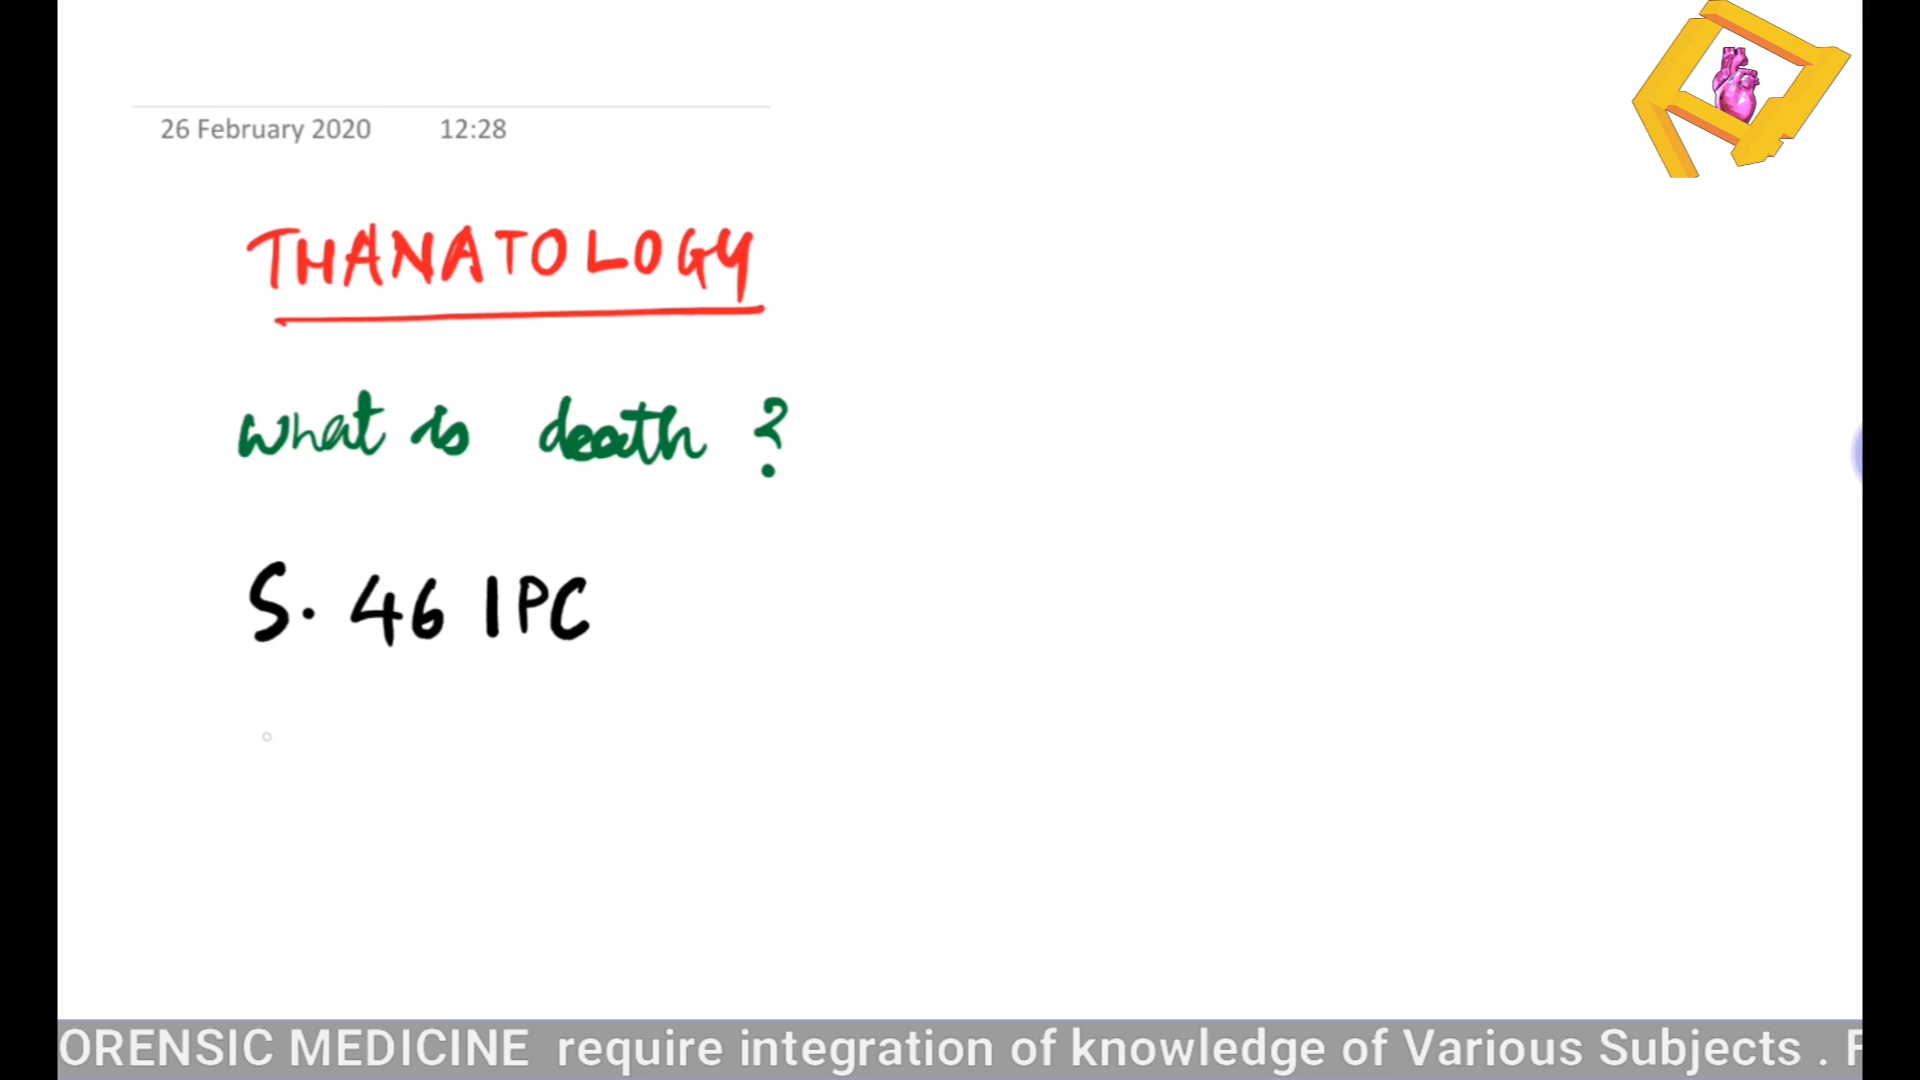 26 February 2020 12:28
THANATOLOGY
what is death ?
S. 46 IPC
ORENSIC MEDICINE require integration of knowledge of Various Subjects . F